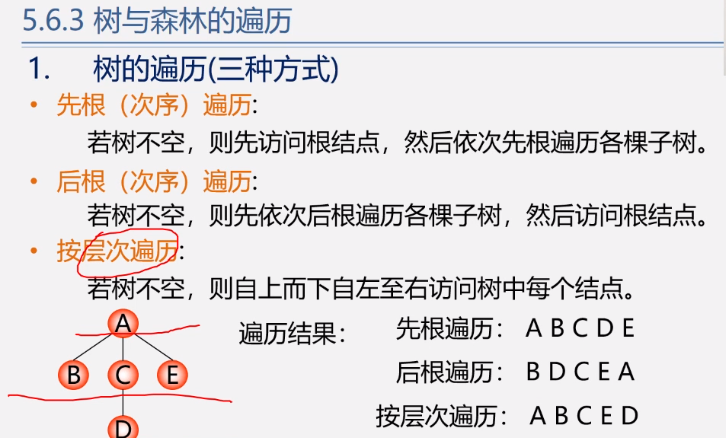 5.6.3 树与森林的遍历
1. 树的遍历(三种方式)
• 先根（次序）遍历:
若树不空，则先访问根结点，然后依次先根遍历各棵子树。
• 后根（次序）遍历:
若树不空，则先依次后根遍历各棵子树，然后访问根结点。
• 按层次遍历:
若树不空，则自上而下自左至右访问树中每个结点。
A
B C E
D
遍历结果：
先根遍历： A B C D E
后根遍历： B D C E A
按层次遍历： A B C E D